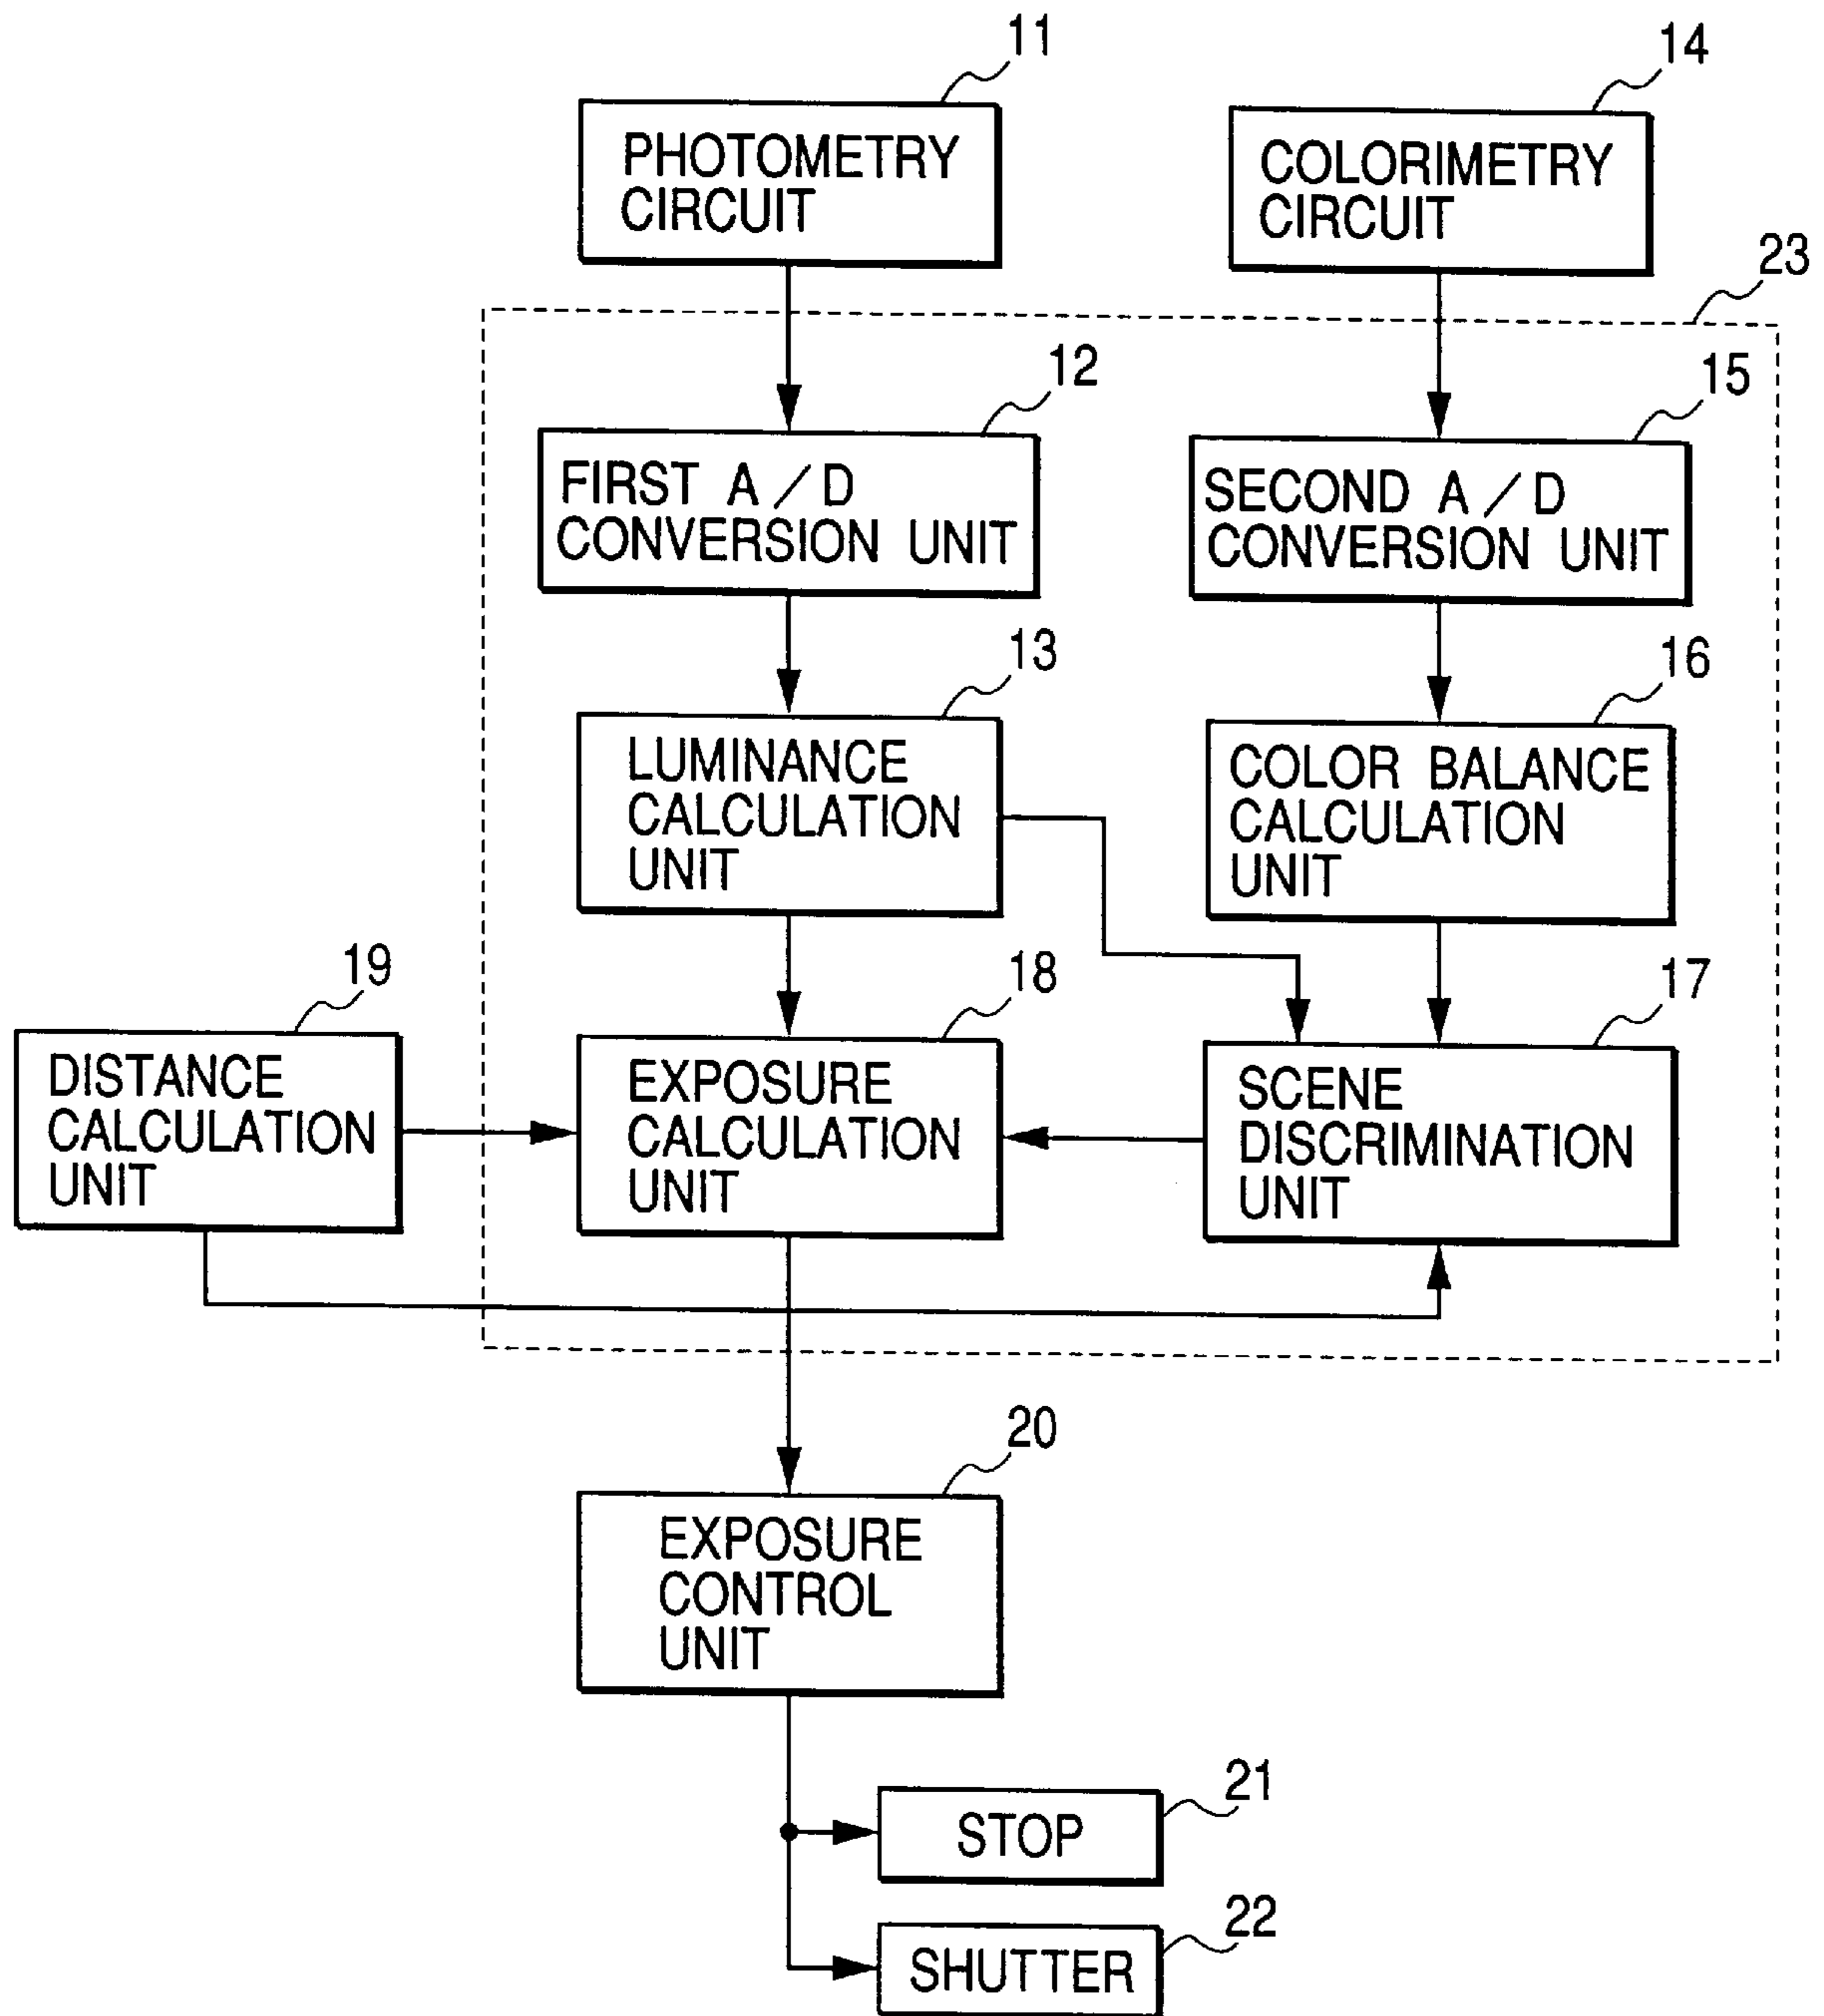 11
PHOTOMETRY
CIRCUIT
14
COLORIMETRY
CIRCUIT
23
12
FIRST A/D
CONVERSION UNIT
15
SECOND A/D
CONVERSION UNIT
13
LUMINANCE
CALCULATION
UNIT
16
COLOR BALANCE
CALCULATION
UNIT
19
DISTANCE
CALCULATION
UNIT
18
EXPOSURE
CALCULATION
UNIT
17
SCENE
DISCRIMINATION
UNIT
20
EXPOSURE
CONTROL
UNIT
21
STOP
22
SHUTTER